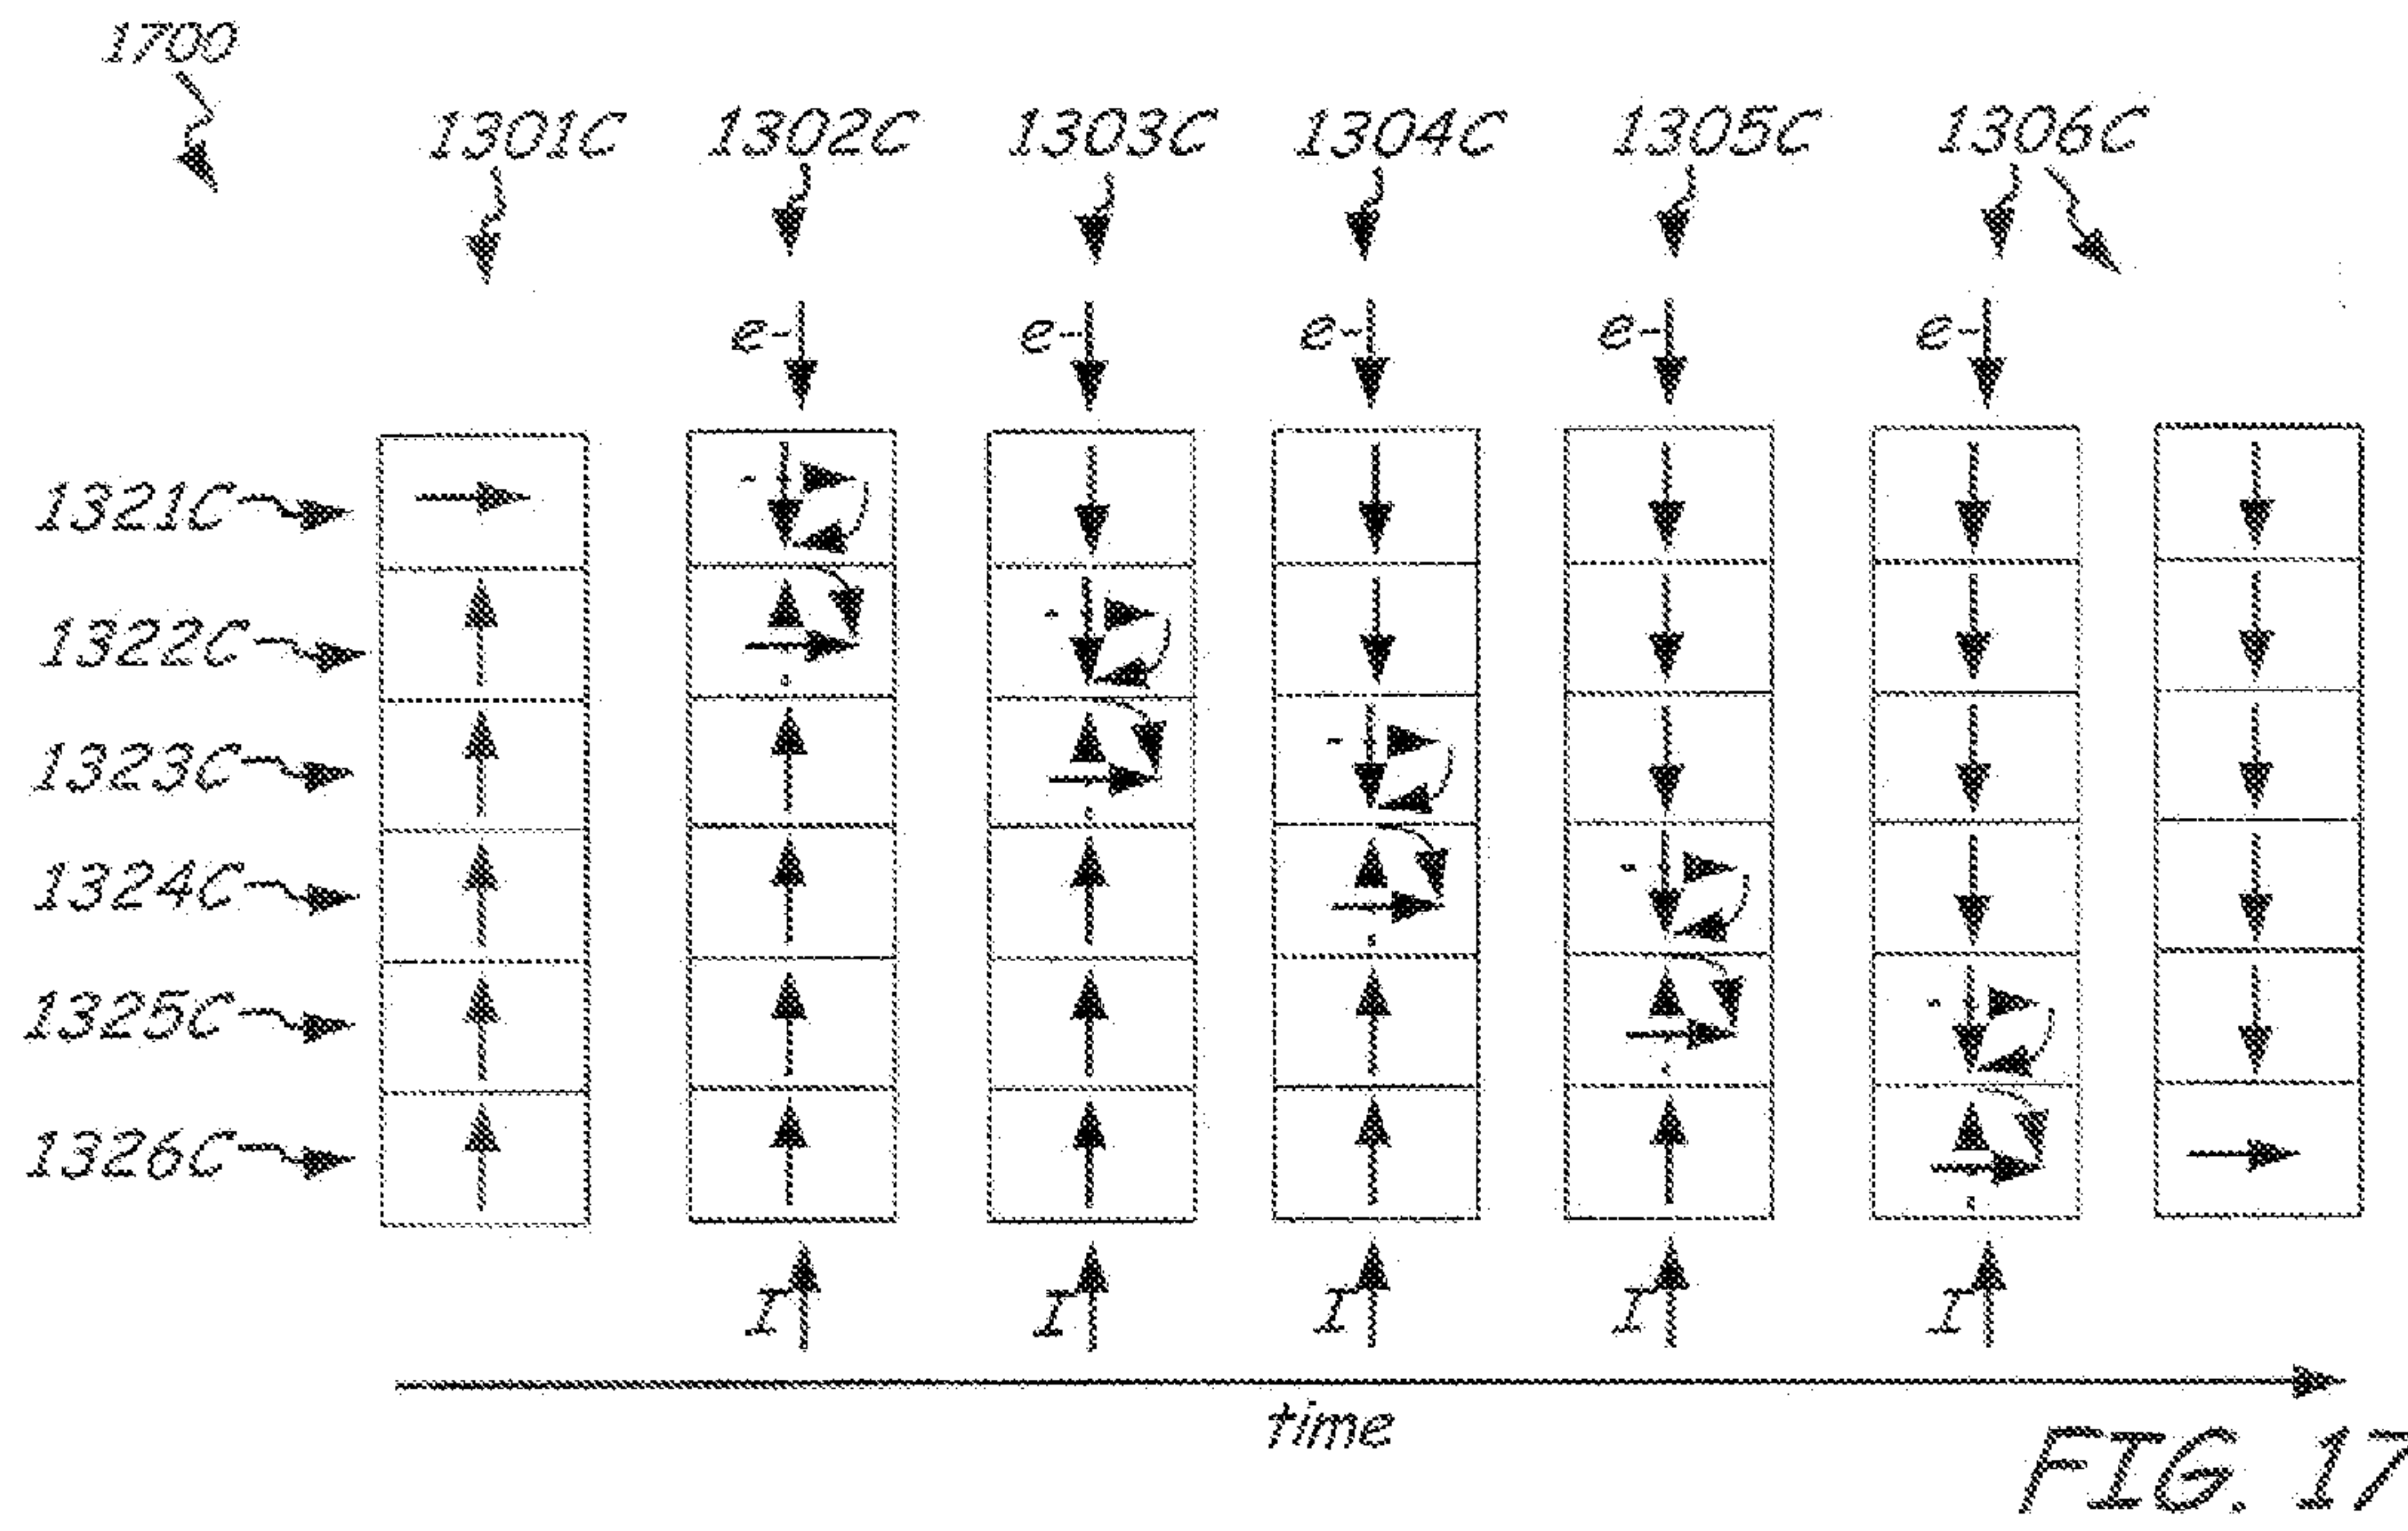 1700
1301C 1302C 1303C 1304C 1305C 1306C
e- e- e- e- e-
1321C
1322C
1323C
1324C
1325C
1326C
I I I I I
time
FIG. 17